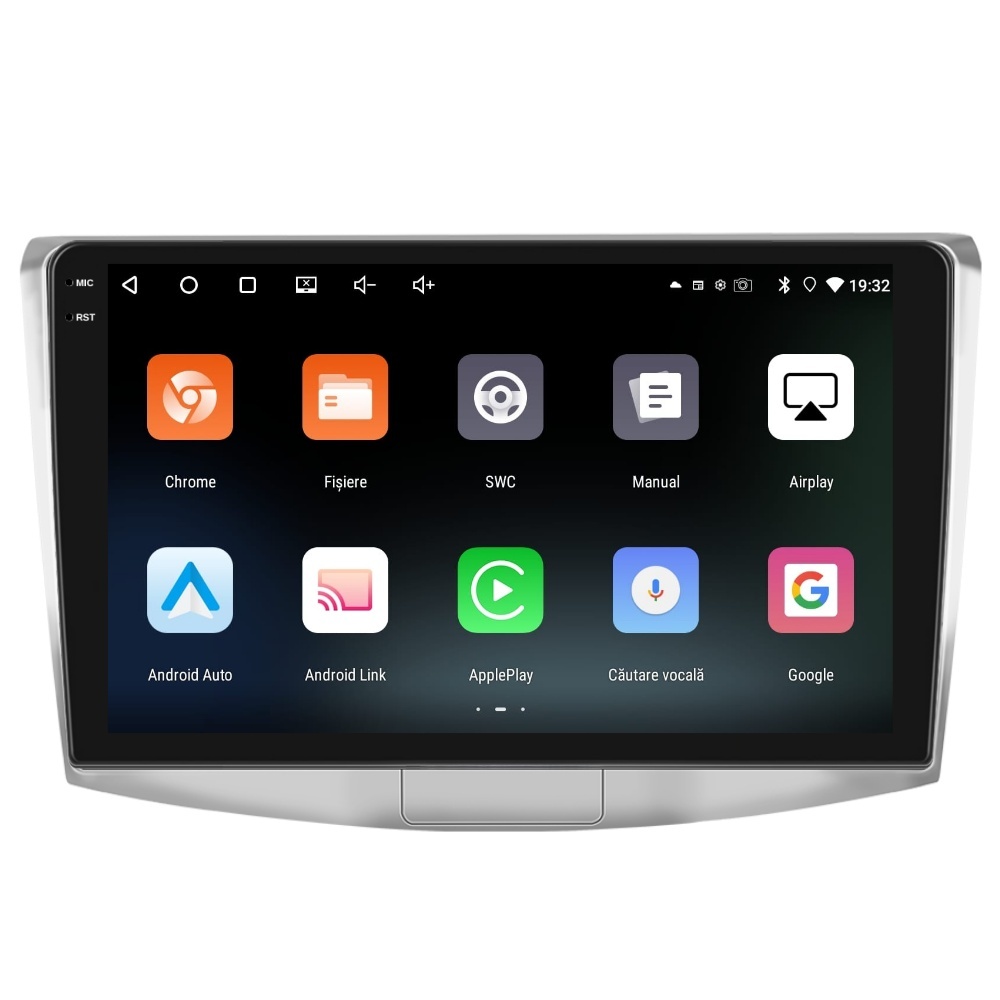 MIC
19:32
RST
Chrome
Fișiere
SWC
Manual
Airplay
Android Auto
Android Link
ApplePlay
Căutare vocală
Google